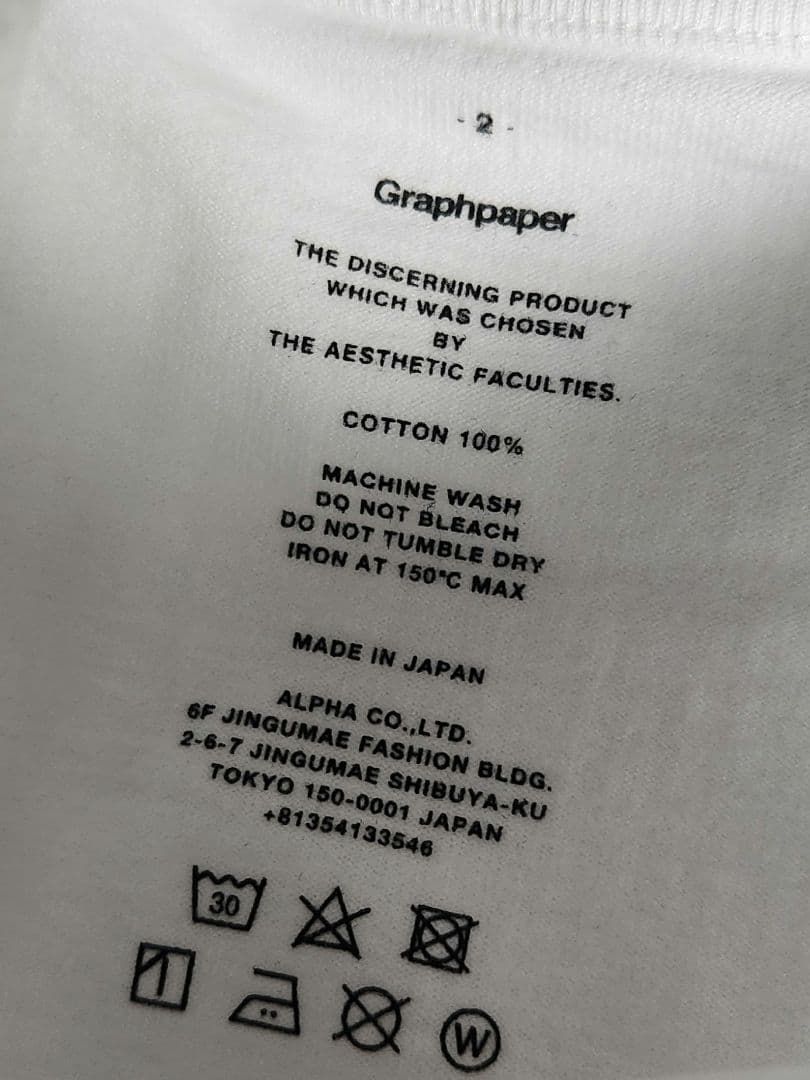 - 2 -
Graphpaper
THE DISCERNING PRODUCT
WHICH WAS CHOSEN
BY
THE AESTHETIC FACULTIES.
COTTON 100%
MACHINE WASH
DO NOT BLEACH
DO NOT TUMBLE DRY
IRON AT 150°C MAX
MADE IN JAPAN
ALPHA CO.,LTD.
6F JINGUMAE FASHION BLDG.
2-6-7 JINGUMAE SHIBUYA-KU
TOKYO 150-0001 JAPAN
+81354133546
30
W